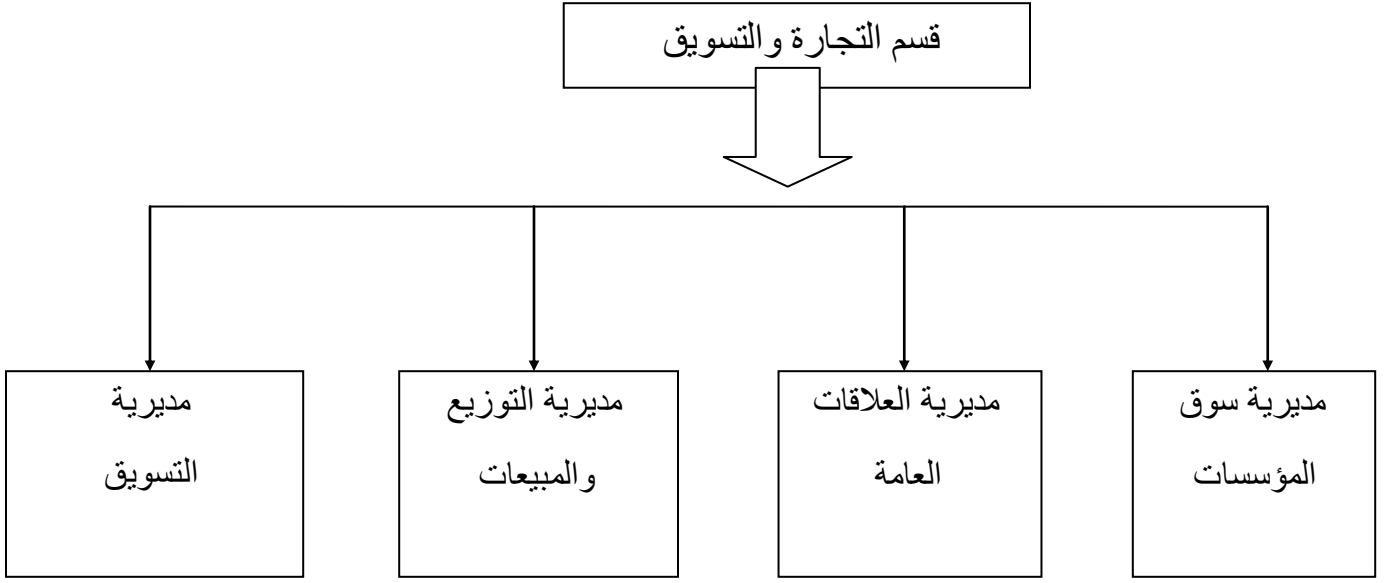 قسم التجارة والتسويق
مديرية سوق
المؤسسات
مديرية العلاقات
العامة
مديرية التوزيع
والمبيعات
مديرية
التسويق